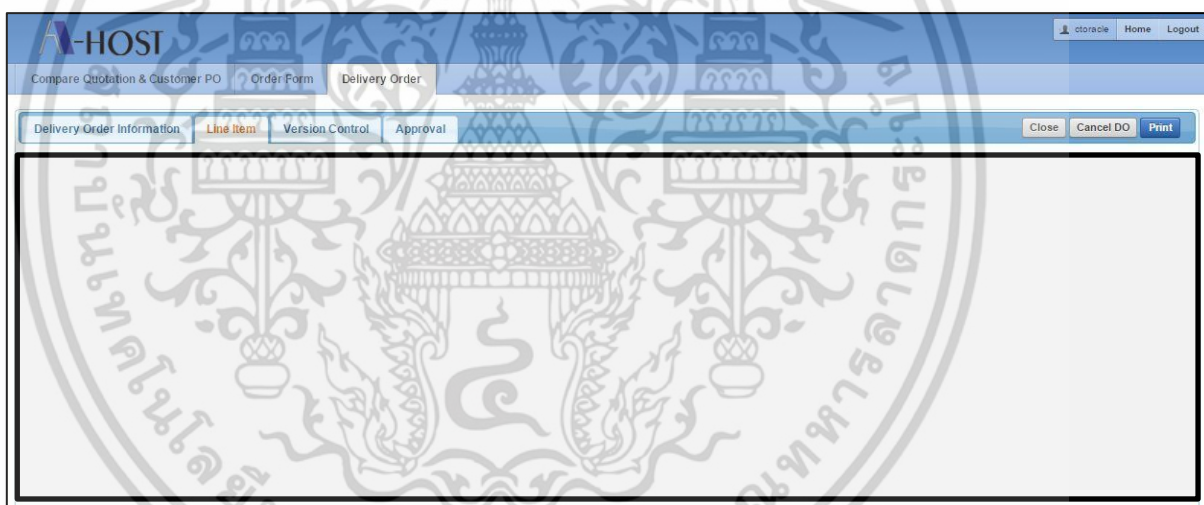 A-HOST
ctoracle Home Logout
Compare Quotation & Customer PO Order Form Delivery Order
Delivery Order Information Line Item Version Control Approval
Close Cancel DO Print